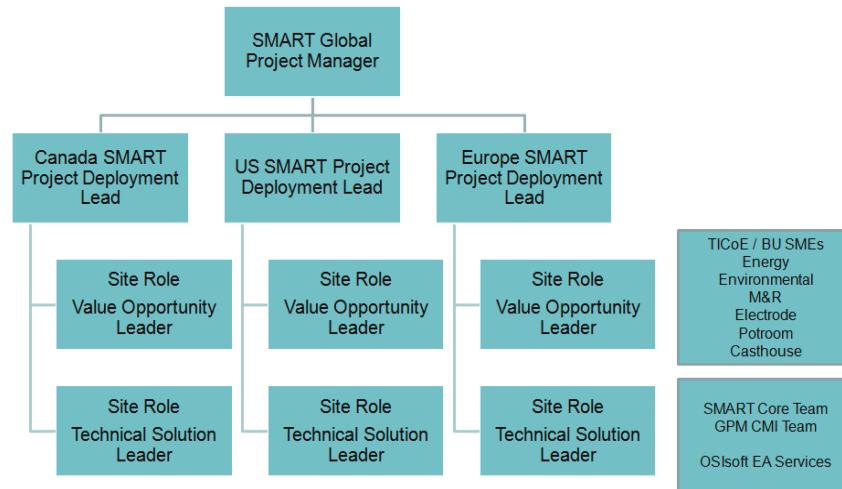 SMART Global
Project Manager
Canada SMART
Project Deployment
Lead
US SMART Project
Deployment Lead
Europe SMART
Project Deployment
Lead
Site Role
Value Opportunity
Leader
Site Role
Value Opportunity
Leader
Site Role
Value Opportunity
Leader
TICoE / BU SMEs
Energy
Environmental
M&R
Electrode
Potroom
Casthouse
Site Role
Technical Solution
Leader
Site Role
Technical Solution
Leader
Site Role
Technical Solution
Leader
SMART Core Team
GPM CMI Team
OSIsoft EA Services